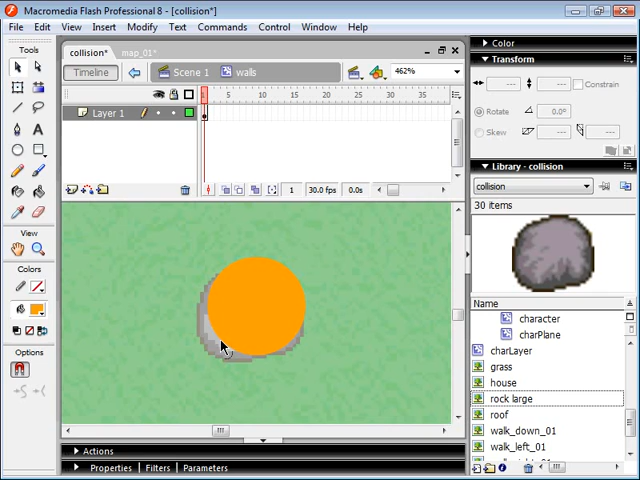 Macromedia Flash Professional 8 - [collision*]
File Edit View Insert Modify Text Commands Control Window Help
Tools
View
Colors
Options
collision* map_01*
Timeline Scene 1 walls 462%
1 5 10 15 20 25 30 35
Layer 1
1 30.0 fps 0.0s
Actions
Properties Filters Parameters
Color
Transform
Constrain
Rotate 0.0°
Skew
Library - collision
collision
30 items
Name
character
charPlane
charLayer
grass
house
rock large
roof
walk_down_01
walk_left_01